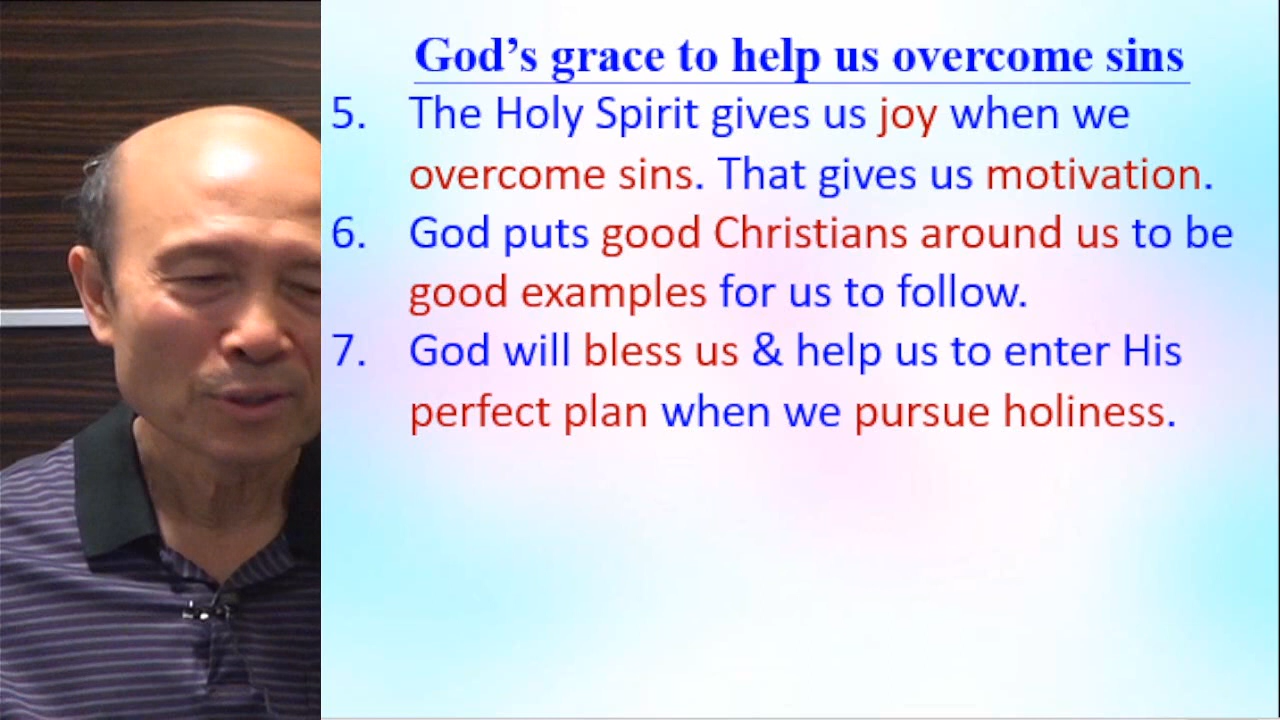 God’s grace to help us overcome sins
5. The Holy Spirit gives us joy when we
overcome sins. That gives us motivation.
6. God puts good Christians around us to be
good examples for us to follow.
7. God will bless us & help us to enter His
perfect plan when we pursue holiness.